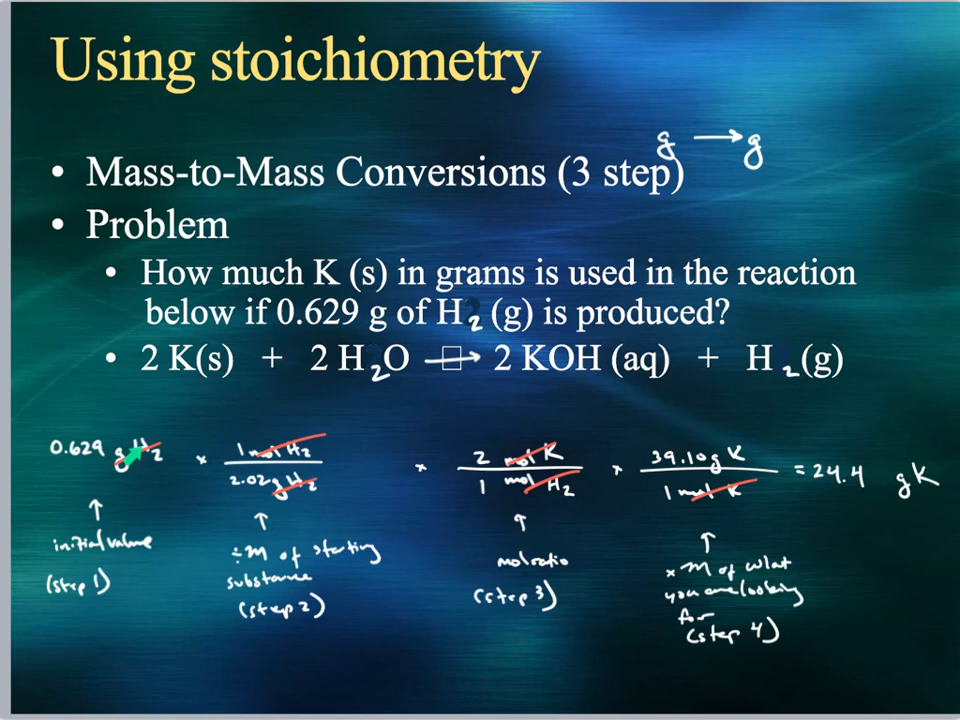 Using stoichiometry
g → g
• Mass-to-Mass Conversions (3 step)
• Problem
• How much K (s) in grams is used in the reaction
below if 0.629 g of H₂ (g) is produced?
• 2 K(s) + 2 H₂O → 2 KOH (aq) + H₂ (g)
0.629 g H₂ × 1 mol H₂ / 2.02 g H₂ × 2 mol K / 1 mol H₂ × 39.10 g K / 1 mol K = 24.4 g K
↑ ↑ ↑ ↑
initial value
(step 1)
÷ M of starting
substance
(step 2)
mol ratio
(step 3)
× M of what
you are looking
for
(step 4)